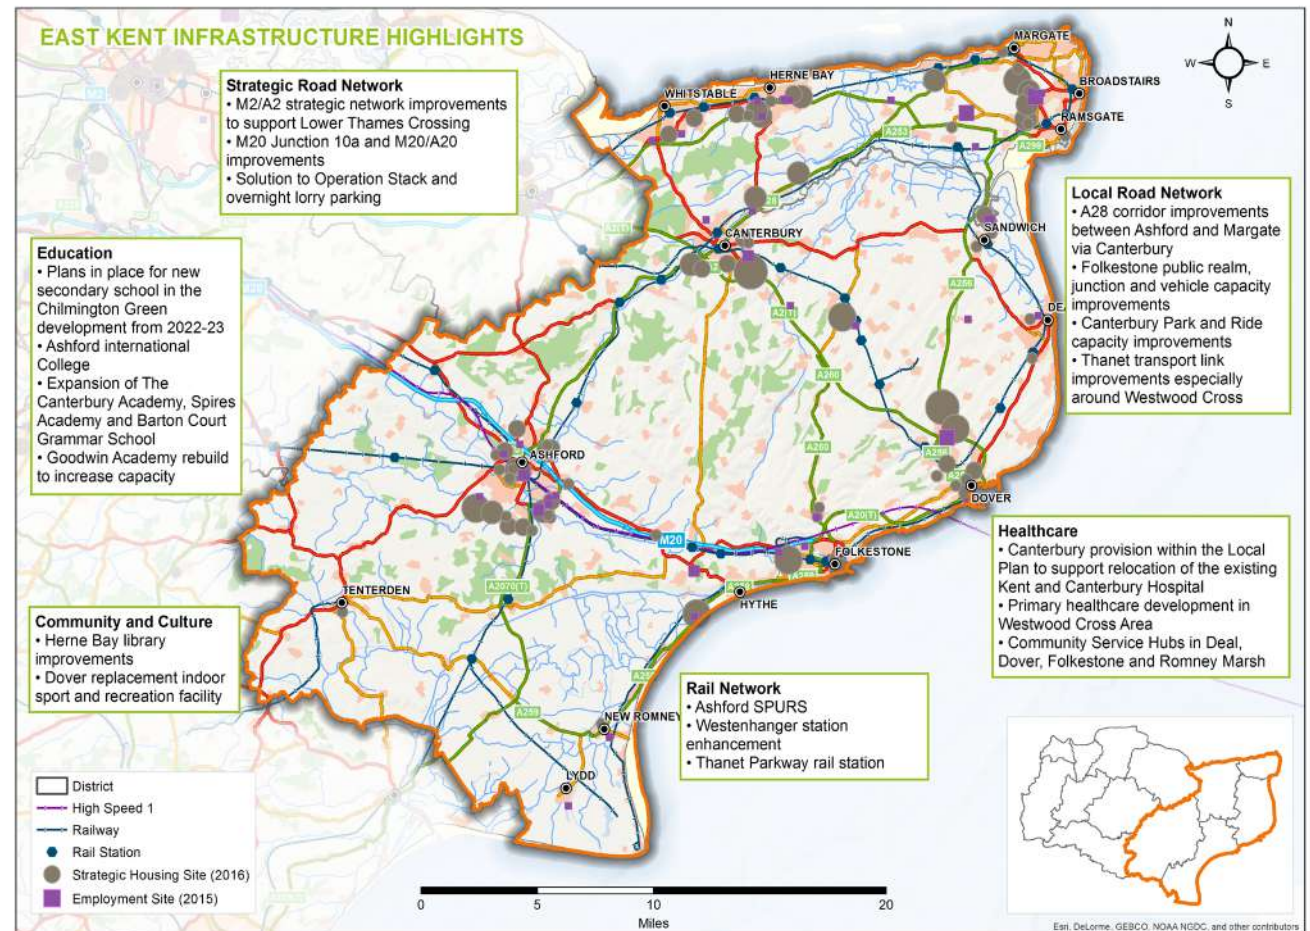 EAST KENT INFRASTRUCTURE HIGHLIGHTS
Strategic Road Network
• M2/A2 strategic network improvements
to support Lower Thames Crossing
• M20 Junction 10a and M20/A20
improvements
• Solution to Operation Stack and
overnight lorry parking
Education
• Plans in place for new
secondary school in the
Chilmington Green
development from 2022-23
• Ashford international
College
• Expansion of The
Canterbury Academy, Spires
Academy and Barton Court
Grammar School
• Goodwin Academy rebuild
to increase capacity
Community and Culture
• Herne Bay library
improvements
• Dover replacement indoor
sport and recreation facility
Local Road Network
• A28 corridor improvements
between Ashford and Margate
via Canterbury
• Folkestone public realm,
junction and vehicle capacity
improvements
• Canterbury Park and Ride
capacity improvements
• Thanet transport link
improvements especially
around Westwood Cross
Healthcare
• Canterbury provision within the Local
Plan to support relocation of the existing
Kent and Canterbury Hospital
• Primary healthcare development in
Westwood Cross Area
• Community Service Hubs in Deal,
Dover, Folkestone and Romney Marsh
Rail Network
• Ashford SPURS
• Westenhanger station
enhancement
• Thanet Parkway rail station
N
W
E
S
MARGATE
HERNE BAY
BROADSTAIRS
WHITSTABLE
RAMSGATE
A253
A299
SANDWICH
CANTERBURY
A256
DE
A2(T)
A260
A260
M20
ASHFORD
DOVER
A20(T)
M20
FOLKESTONE
A2070(T)
HYTHE
TENTERDEN
A259
NEW ROMNEY
LYDD
District
High Speed 1
Railway
Rail Station
Strategic Housing Site (2016)
Employment Site (2015)
0 5 10 20
Miles
Esri, DeLorme, GEBCO, NOAA NGDC, and other contributors